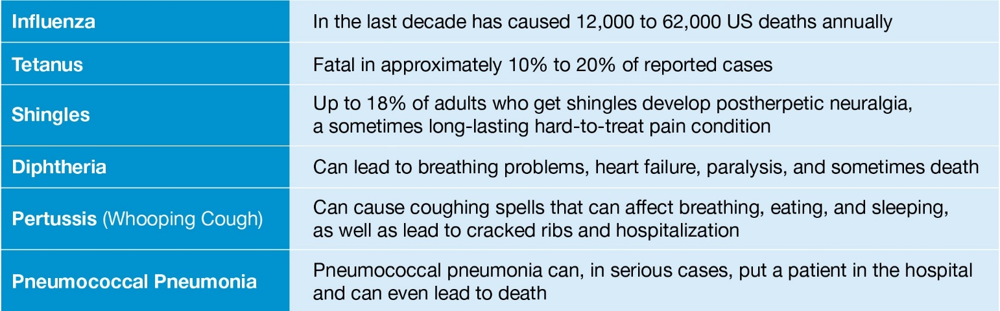 Influenza
In the last decade has caused 12,000 to 62,000 US deaths annually
Tetanus
Fatal in approximately 10% to 20% of reported cases
Shingles
Up to 18% of adults who get shingles develop postherpetic neuralgia,
a sometimes long-lasting hard-to-treat pain condition
Diphtheria
Can lead to breathing problems, heart failure, paralysis, and sometimes death
Pertussis (Whooping Cough)
Can cause coughing spells that can affect breathing, eating, and sleeping,
as well as lead to cracked ribs and hospitalization
Pneumococcal Pneumonia
Pneumococcal pneumonia can, in serious cases, put a patient in the hospital
and can even lead to death